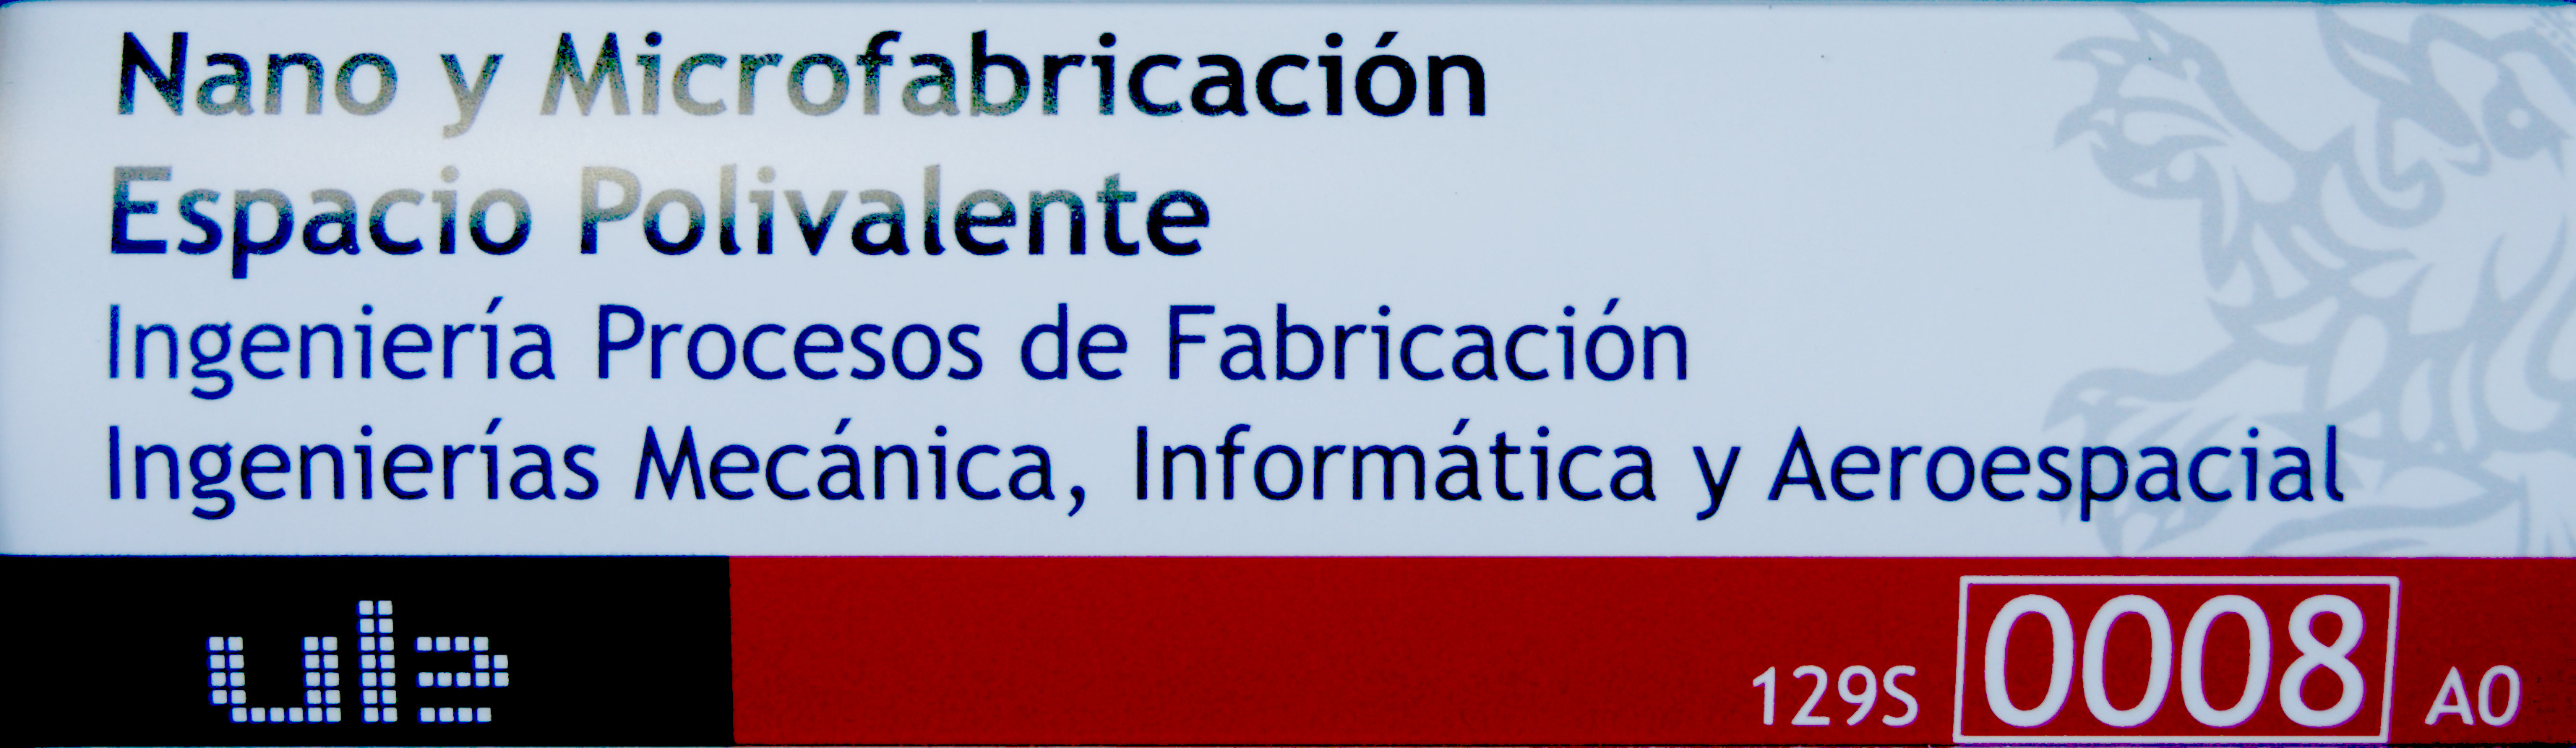 Nano y Microfabricación
Espacio Polivalente
Ingeniería Procesos de Fabricación
Ingenierías Mecánica, Informática y Aeroespacial
ule
129S 0008 A0